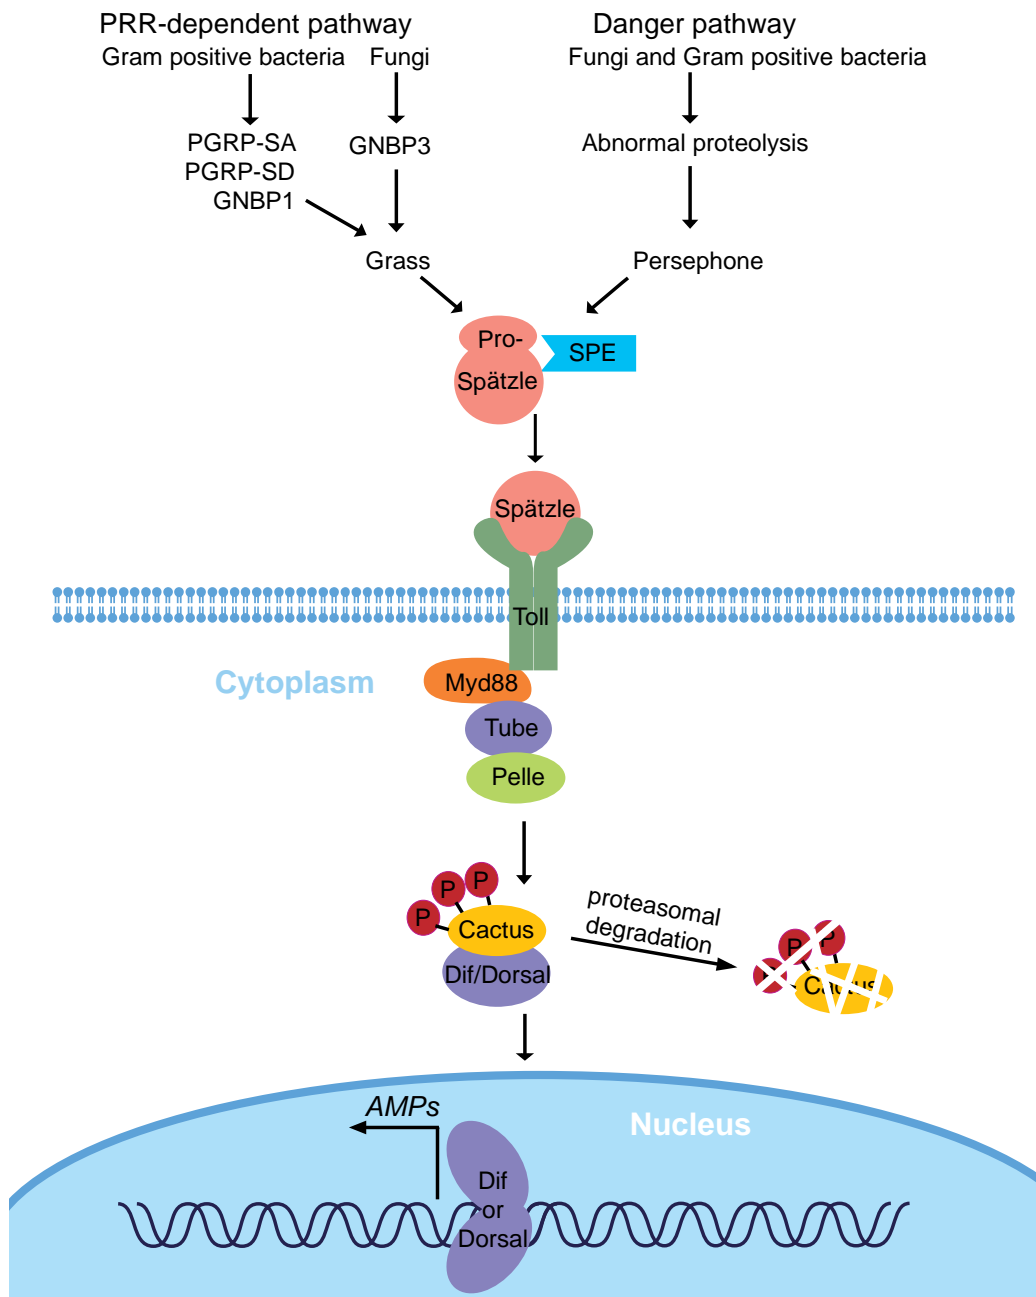 PRR-dependent pathway
Gram positive bacteria
Fungi
PGRP-SA
PGRP-SD
GNBP1
GNBP3
Grass
Danger pathway
Fungi and Gram positive bacteria
Abnormal proteolysis
Persephone
Pro-
Spätzle
SPE
Spätzle
Toll
Cytoplasm
Myd88
Tube
Pelle
P
P
P
Cactus
Dif/Dorsal
proteasomal
degradation
P
P
Cactus
Nucleus
AMPs
Dif
or
Dorsal